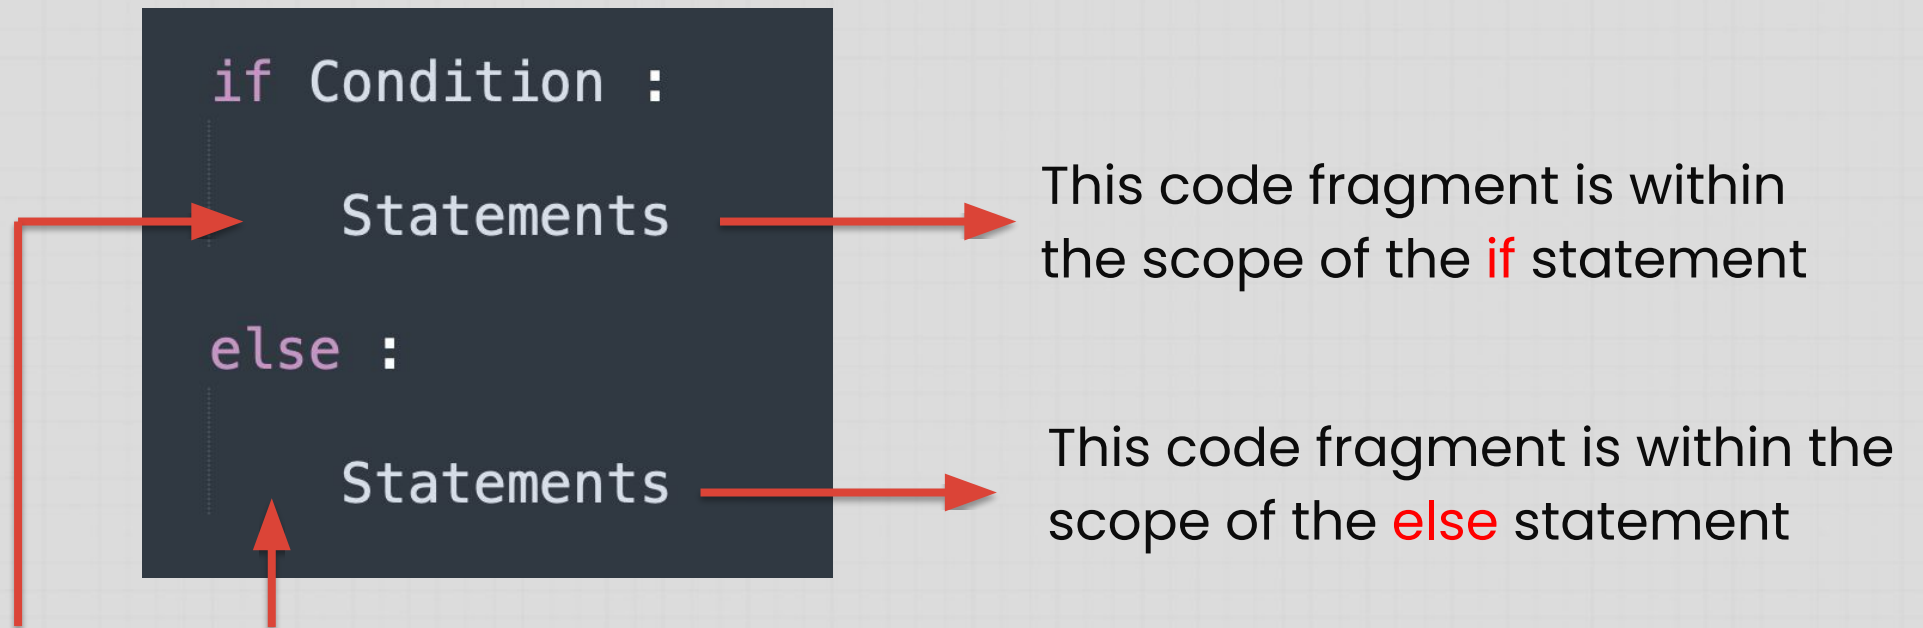 if Condition :
Statements
This code fragment is within
the scope of the if statement
else :
Statements
This code fragment is within the
scope of the else statement